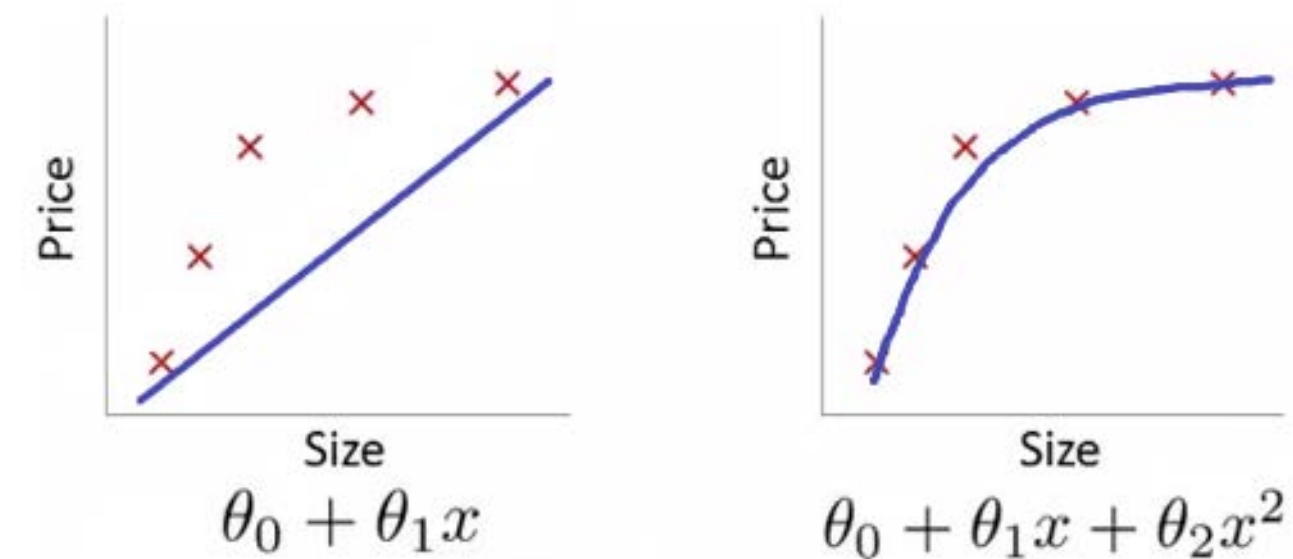 Price
Size
θ₀ + θ₁x
Price
Size
θ₀ + θ₁x + θ₂x²